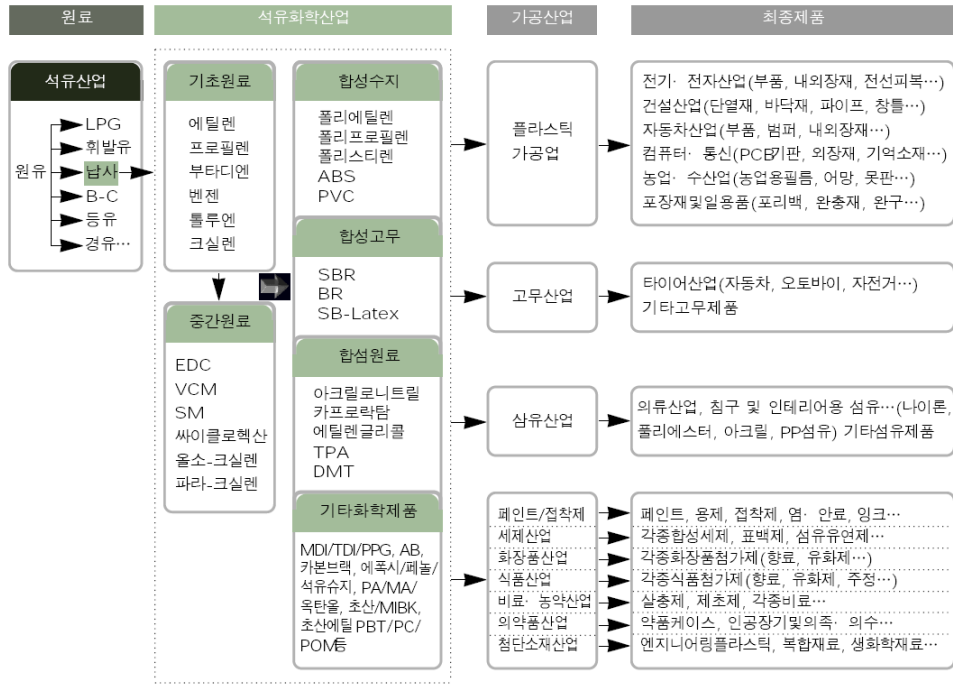 원료
석유화학산업
가공산업
최종제품
석유산업
원유
LPG
휘발유
납사
B-C
등유
경유…
기초원료
에틸렌
프로필렌
부타디엔
벤젠
톨루엔
크실렌
중간원료
EDC
VCM
SM
싸이클로헥산
올소-크실렌
파라-크실렌
합성수지
폴리에틸렌
폴리프로필렌
폴리스티렌
ABS
PVC
합성고무
SBR
BR
SB-Latex
합섬원료
아크릴로니트릴
카프로락탐
에틸렌글리콜
TPA
DMT
기타화학제품
MDI/TDI/PPG, AB,
카본브랙, 에폭시/페놀/
석유슈지, PA/MA/
옥탄올, 초산/MIBK,
초산에틸 PBT/PC/
POM등
플라스틱
가공업
고무산업
섬유산업
페인트/접착제
세제산업
화장품산업
식품산업
비료· 농약산업
의약품산업
첨단소재산업
전기· 전자산업(부품, 내외장재, 전선피복…)
건설산업(단열재, 바닥재, 파이프, 창틀…)
자동차산업(부품, 범퍼, 내외장재…)
컴퓨터· 통신(PCB기판, 외장재, 기억소재…)
농업· 수산업(농업용필름, 어망, 못판…)
포장재및일용품(포리백, 완충재, 완구…)
타이어산업(자동차, 오토바이, 자전거…)
기타고무제품
의류산업, 침구 및 인테리어용 섬유…(나이론,
풀리에스터, 아크릴, PP섬유) 기타섬유제품
페인트, 용제, 접착제, 염· 안료, 잉크…
각종합성세제, 표백제, 섬유유연제…
각종화장품첨가제(향료, 유화제…)
각종식품첨가제(향료, 유화제, 주정…)
살충제, 제초제, 각종비료…
약품케이스, 인공장기및의족· 의수…
엔지니어링플라스틱, 복합재료, 생화학재료…